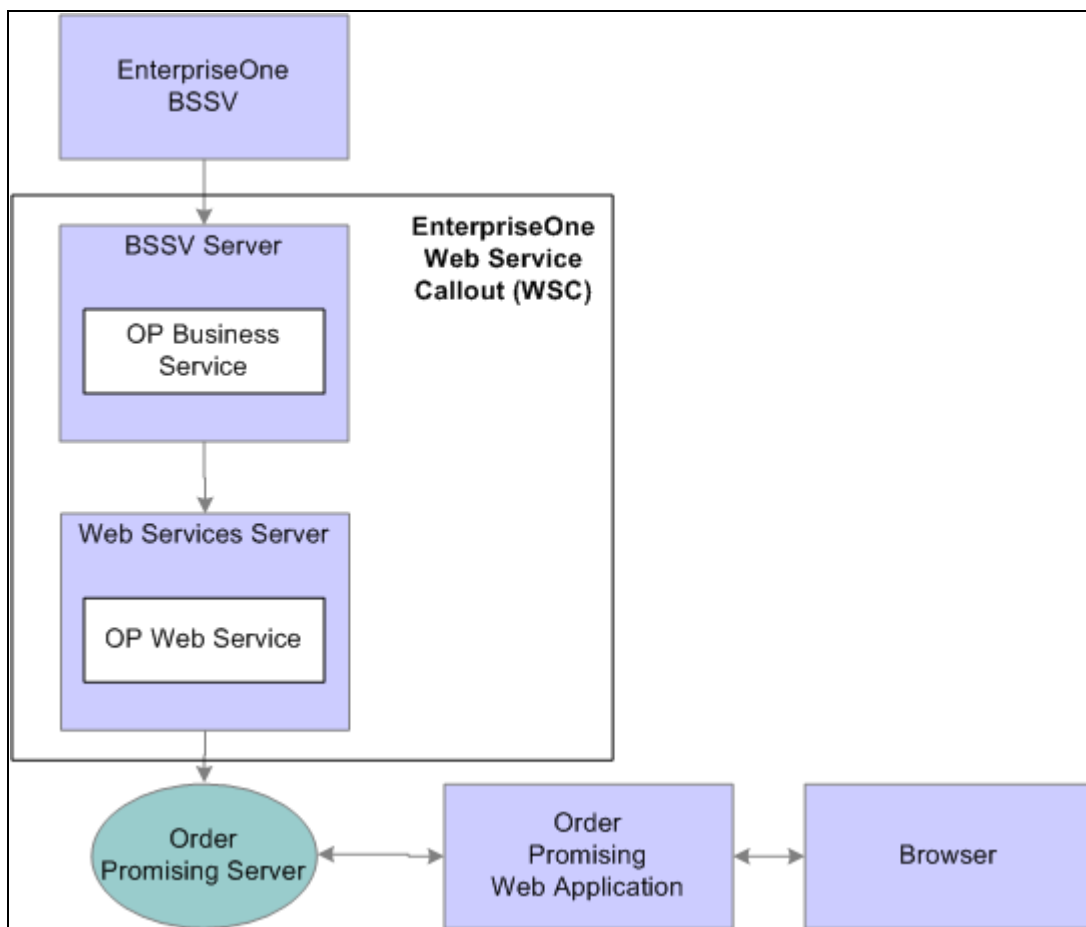 EnterpriseOne
BSSV
EnterpriseOne
Web Service
Callout (WSC)
BSSV Server
OP Business
Service
Web Services Server
OP Web Service
Order
Promising Server
Order
Promising
Web Application
Browser